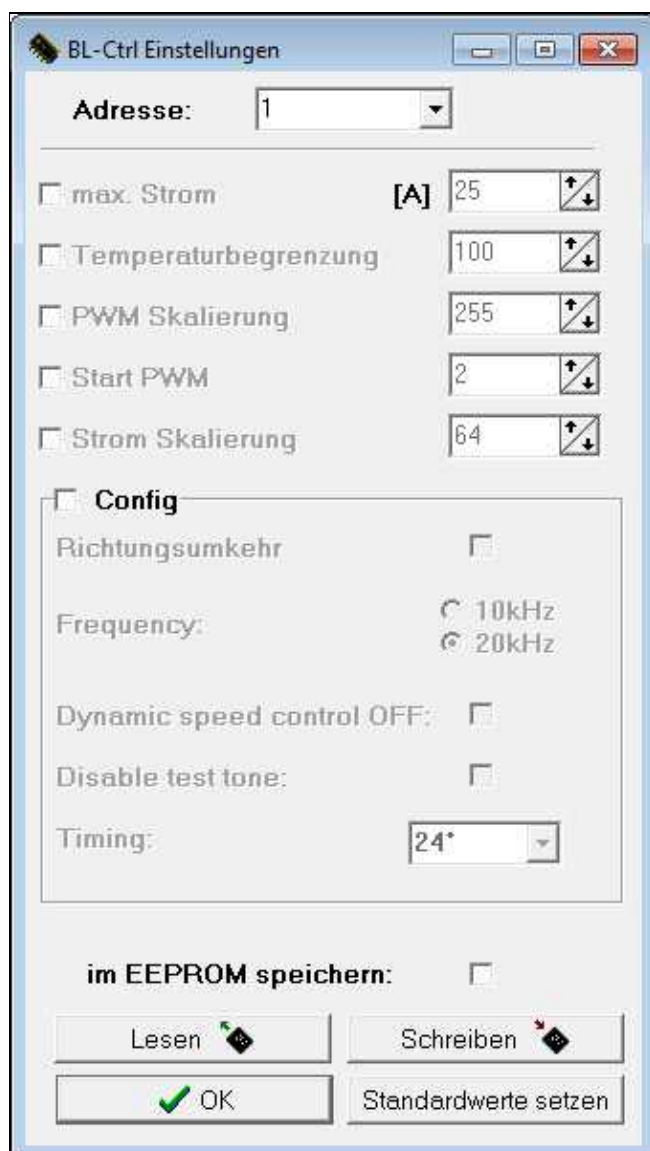 BL-Ctrl Einstellungen
Adresse: 1
max. Strom [A] 25
Temperaturbegrenzung 100
PWM Skalierung 255
Start PWM 2
Strom Skalierung 64
Config
Richtungsumkehr
Frequency: 10kHz
20kHz
Dynamic speed control OFF:
Disable test tone:
Timing: 24°
im EEPROM speichern:
Lesen Schreiben
OK Standardwerte setzen